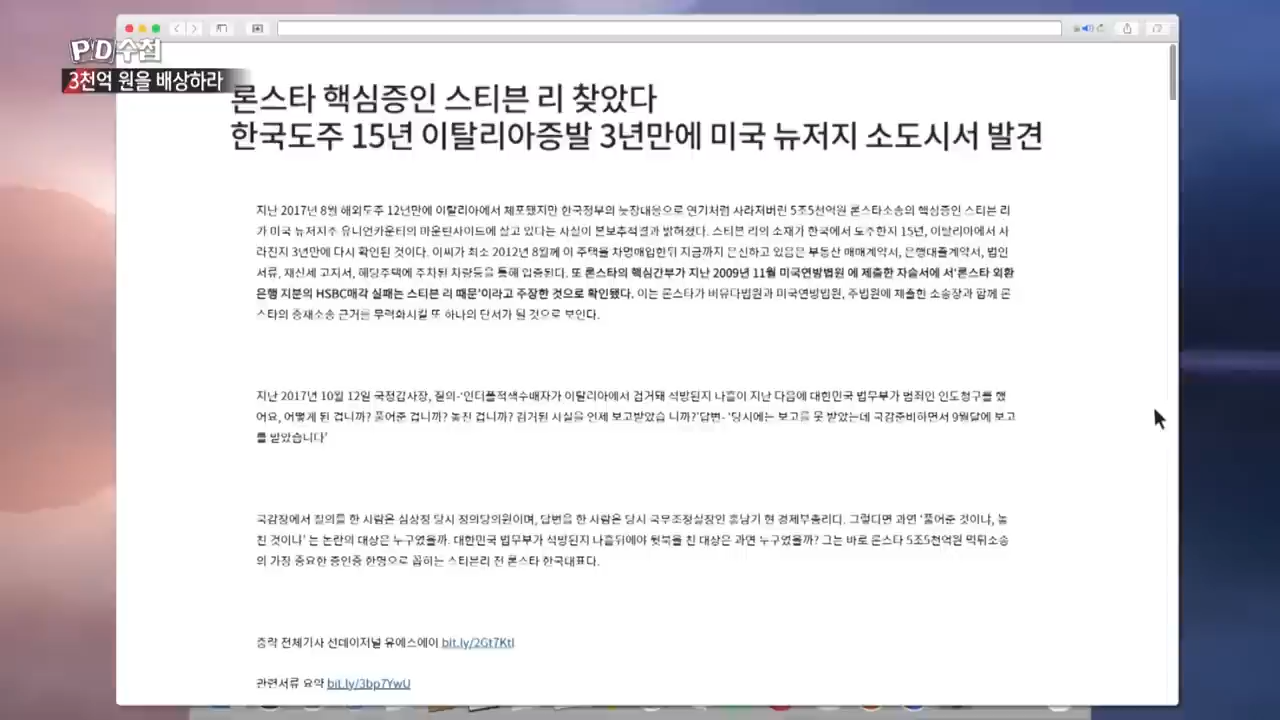 PD수첩
3천억 원을 배상하라
론스타 핵심증인 스티븐 리 찾았다
한국도주 15년 이탈리아증발 3년만에 미국 뉴저지 소도시서 발견
지난 2017년 8월 해외도주 12년만에 이탈리아에서 체포됐지만 한국정부의 늦장대응으로 연기처럼 사라져버린 5조5천억원 론스타소송의 핵심증인 스티븐 리
가 미국 뉴저지주 유니언카운티의 마운틴사이드에 살고 있다는 사실이 본보추적결과 밝혀졌다. 스티븐 리의 소재가 한국에서 도주한지 15년, 이탈리아에서 사
라진지 3년만에 다시 확인된 것이다. 이씨가 최소 2012년 8월께 이 주택을 차명매입한뒤 지금까지 은신하고 있음은 부동산 매매계약서, 은행대출계약서, 법인
서류, 재산세 고지서, 해당주택에 주차된 차량등을 통해 입증된다. 또 론스타의 핵심간부가 지난 2009년 11월 미국연방법원 에 제출한 자술서에 서'론스타 외환
은행 지분의 HSBC매각 실패는 스티븐 리 때문'이라고 주장한 것으로 확인됐다. 이는 론스타가 버뮤다법원과 미국연방법원, 주법원에 제출한 소송장과 함께 론
스타의 중재소송 근거를 무력화시킬 또 하나의 단서가 될 것으로 보인다.
지난 2017년 10월 12일 국정감사장, 질의-'인터폴적색수배자가 이탈리아에서 검거돼 석방된지 나흘이 지난 다음에 대한민국 법무부가 범죄인 인도청구를 했
어요, 어떻게 된 겁니까? 풀어준 겁니까? 놓친 겁니까? 검거된 사실을 언제 보고받았습 니까?'답변- '당시에는 보고를 못 받았는데 국감준비하면서 9월달에 보고
를 받았습니다'
국감장에서 질의를 한 사람은 심상정 당시 정의당의원이며, 답변을 한 사람은 당시 국무조정실장인 홍남기 현 경제부총리다. 그렇다면 과연 '풀어준 것이냐, 놓
친 것이냐' 는 논란의 대상은 누구였을까. 대한민국 법무부가 석방된지 나흘뒤에야 뒷북을 친 대상은 과연 누구였을까? 그는 바로 론스타 5조5천억원 먹튀소송
의 가장 중요한 증인중 한명으로 꼽히는 스티븐리 전 론스타 한국대표다.
중략 전체기사 선데이저널 유에스에이 bit.ly/2Gt7Ktl
관련서류 요약 bit.ly/3bp7YwU